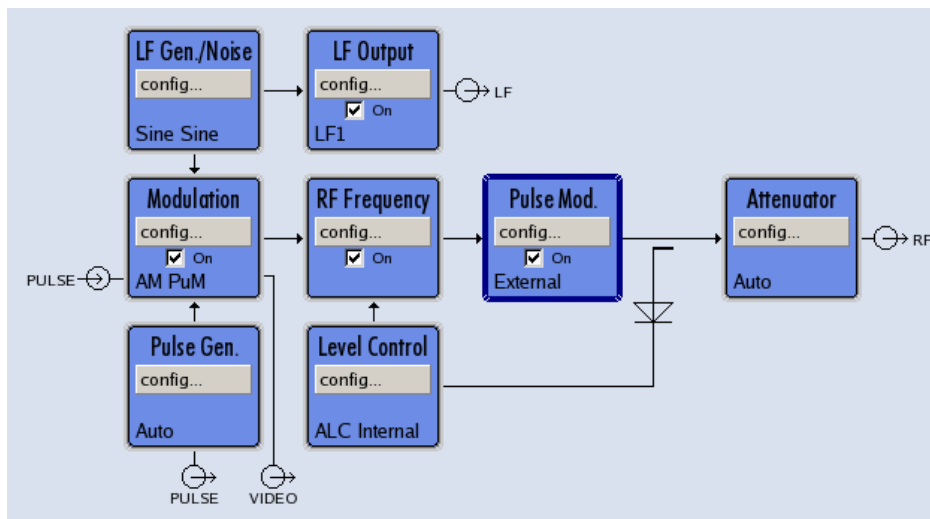 LF Gen./Noise
config...
Sine Sine
LF Output
config...
On
LF1
LF
Modulation
config...
On
AM PuM
PULSE
RF Frequency
config...
On
Pulse Mod.
config...
On
External
Attenuator
config...
Auto
RF
Pulse Gen.
config...
Auto
Level Control
config...
ALC Internal
PULSE
VIDEO